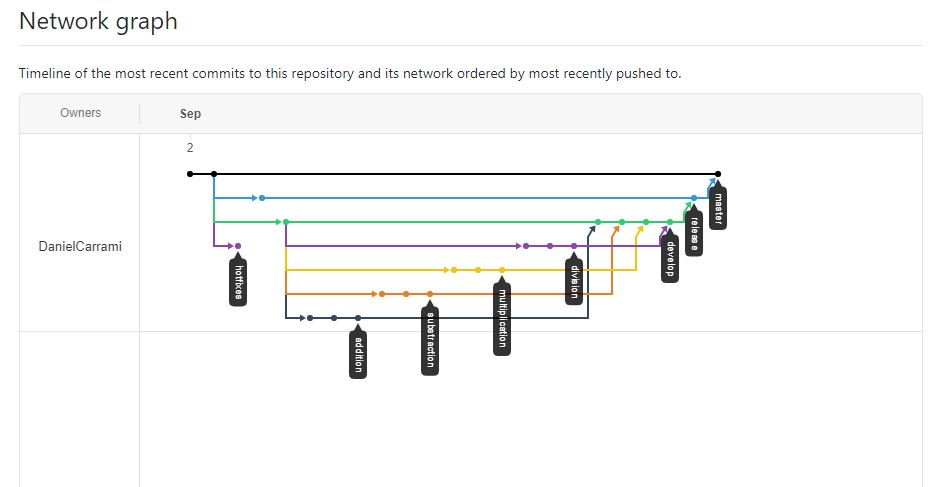 Network graph
Timeline of the most recent commits to this repository and its network ordered by most recently pushed to.
Owners
Sep
2
DanielCarrami
master
release
develop
hotfixes
division
multiplication
substraction
addition